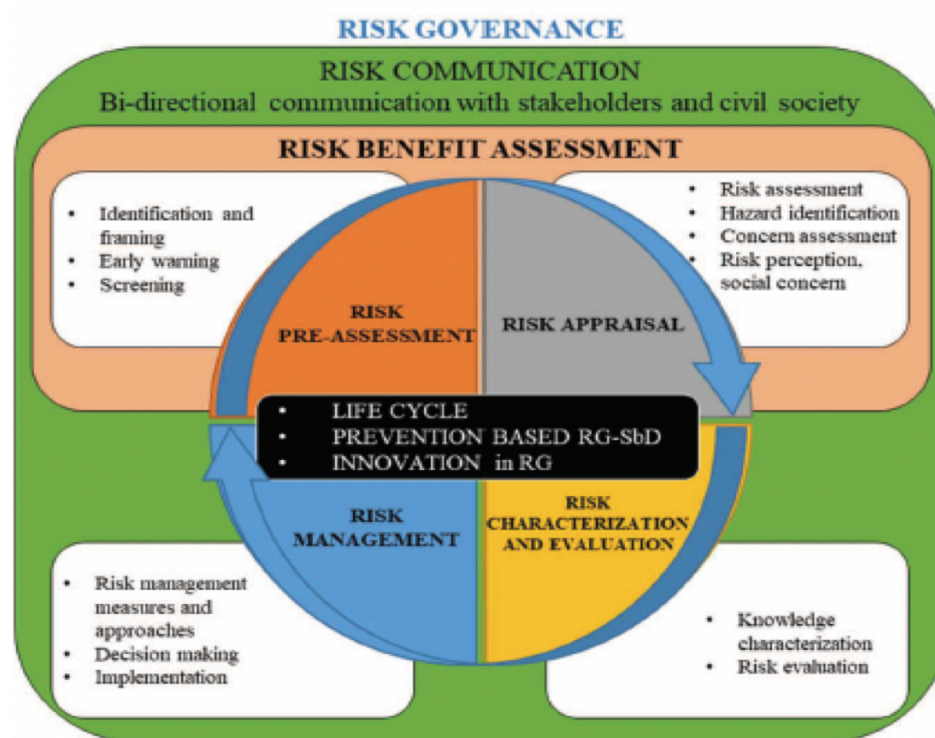 RISK GOVERNANCE
RISK COMMUNICATION
Bi-directional communication with stakeholders and civil society
RISK BENEFIT ASSESSMENT
• Identification and
framing
• Early warning
• Screening
• Risk assessment
• Hazard identification
• Concern assessment
• Risk perception,
social concern
RISK
PRE-ASSESSMENT
RISK APPRAISAL
• LIFE CYCLE
• PREVENTION BASED RG-SbD
• INNOVATION in RG
RISK
MANAGEMENT
RISK
CHARACTERIZATION
AND EVALUATION
• Risk management
measures and
approaches
• Decision making
• Implementation
• Knowledge
characterization
• Risk evaluation